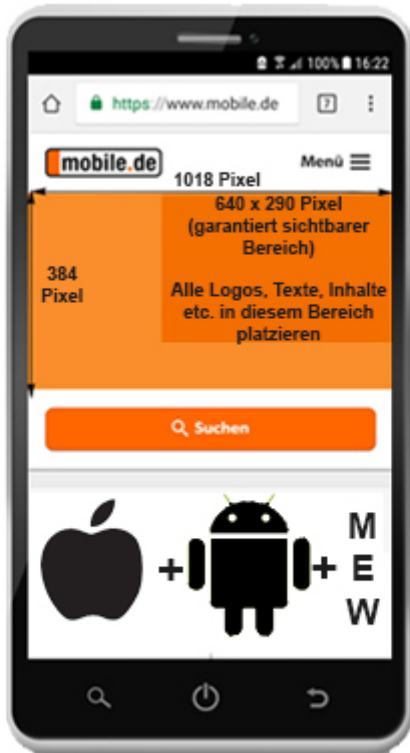 100% 16:22
https://www.mobile.de 7
mobile.de Menü
1018 Pixel
640 x 290 Pixel
(garantiert sichtbarer
Bereich)
384
Pixel
Alle Logos, Texte, Inhalte
etc. in diesem Bereich
platzieren
Suchen
+ + M
E
W